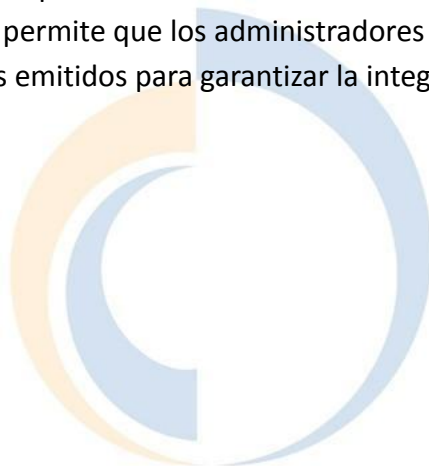 permite que los administradores
s emitidos para garantizar la integ